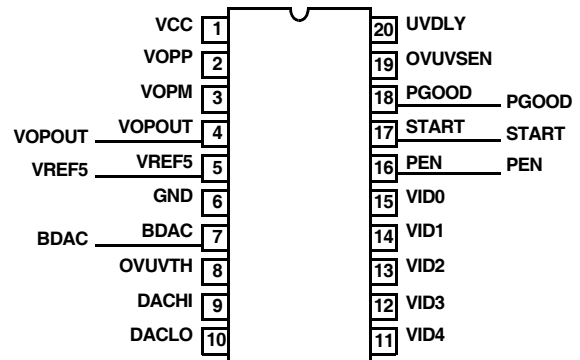 VCC 1 20 UVDLY
VOPP 2 19 OVUVSEN
VOPM 3 18 PGOOD PGOOD
VOPOUT VOPOUT 4 17 START START
VREF5 VREF5 5 16 PEN PEN
GND 6 15 VID0
BDAC BDAC 7 14 VID1
OVUVTH 8 13 VID2
DACHI 9 12 VID3
DACLO 10 11 VID4